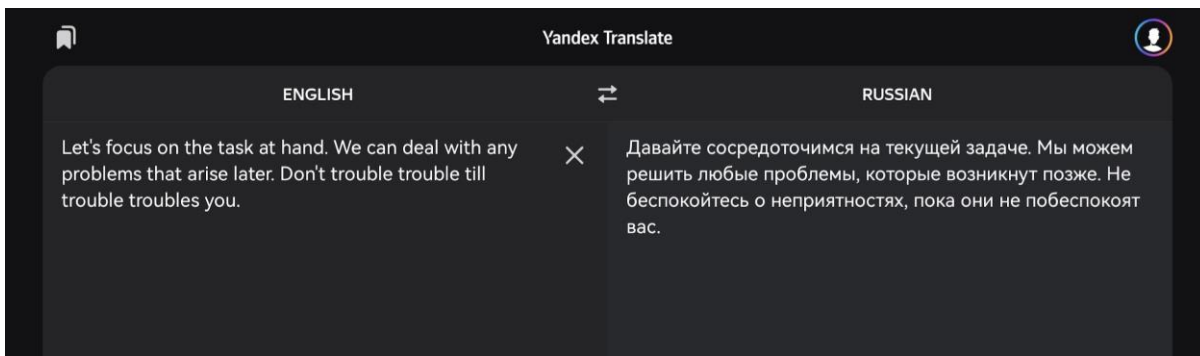 Yandex Translate
ENGLISH
RUSSIAN
Let's focus on the task at hand. We can deal with any
problems that arise later. Don't trouble trouble till
trouble troubles you.
Давайте сосредоточимся на текущей задаче. Мы можем
решить любые проблемы, которые возникнут позже. Не
беспокойтесь о неприятностях, пока они не побеспокоят
вас.